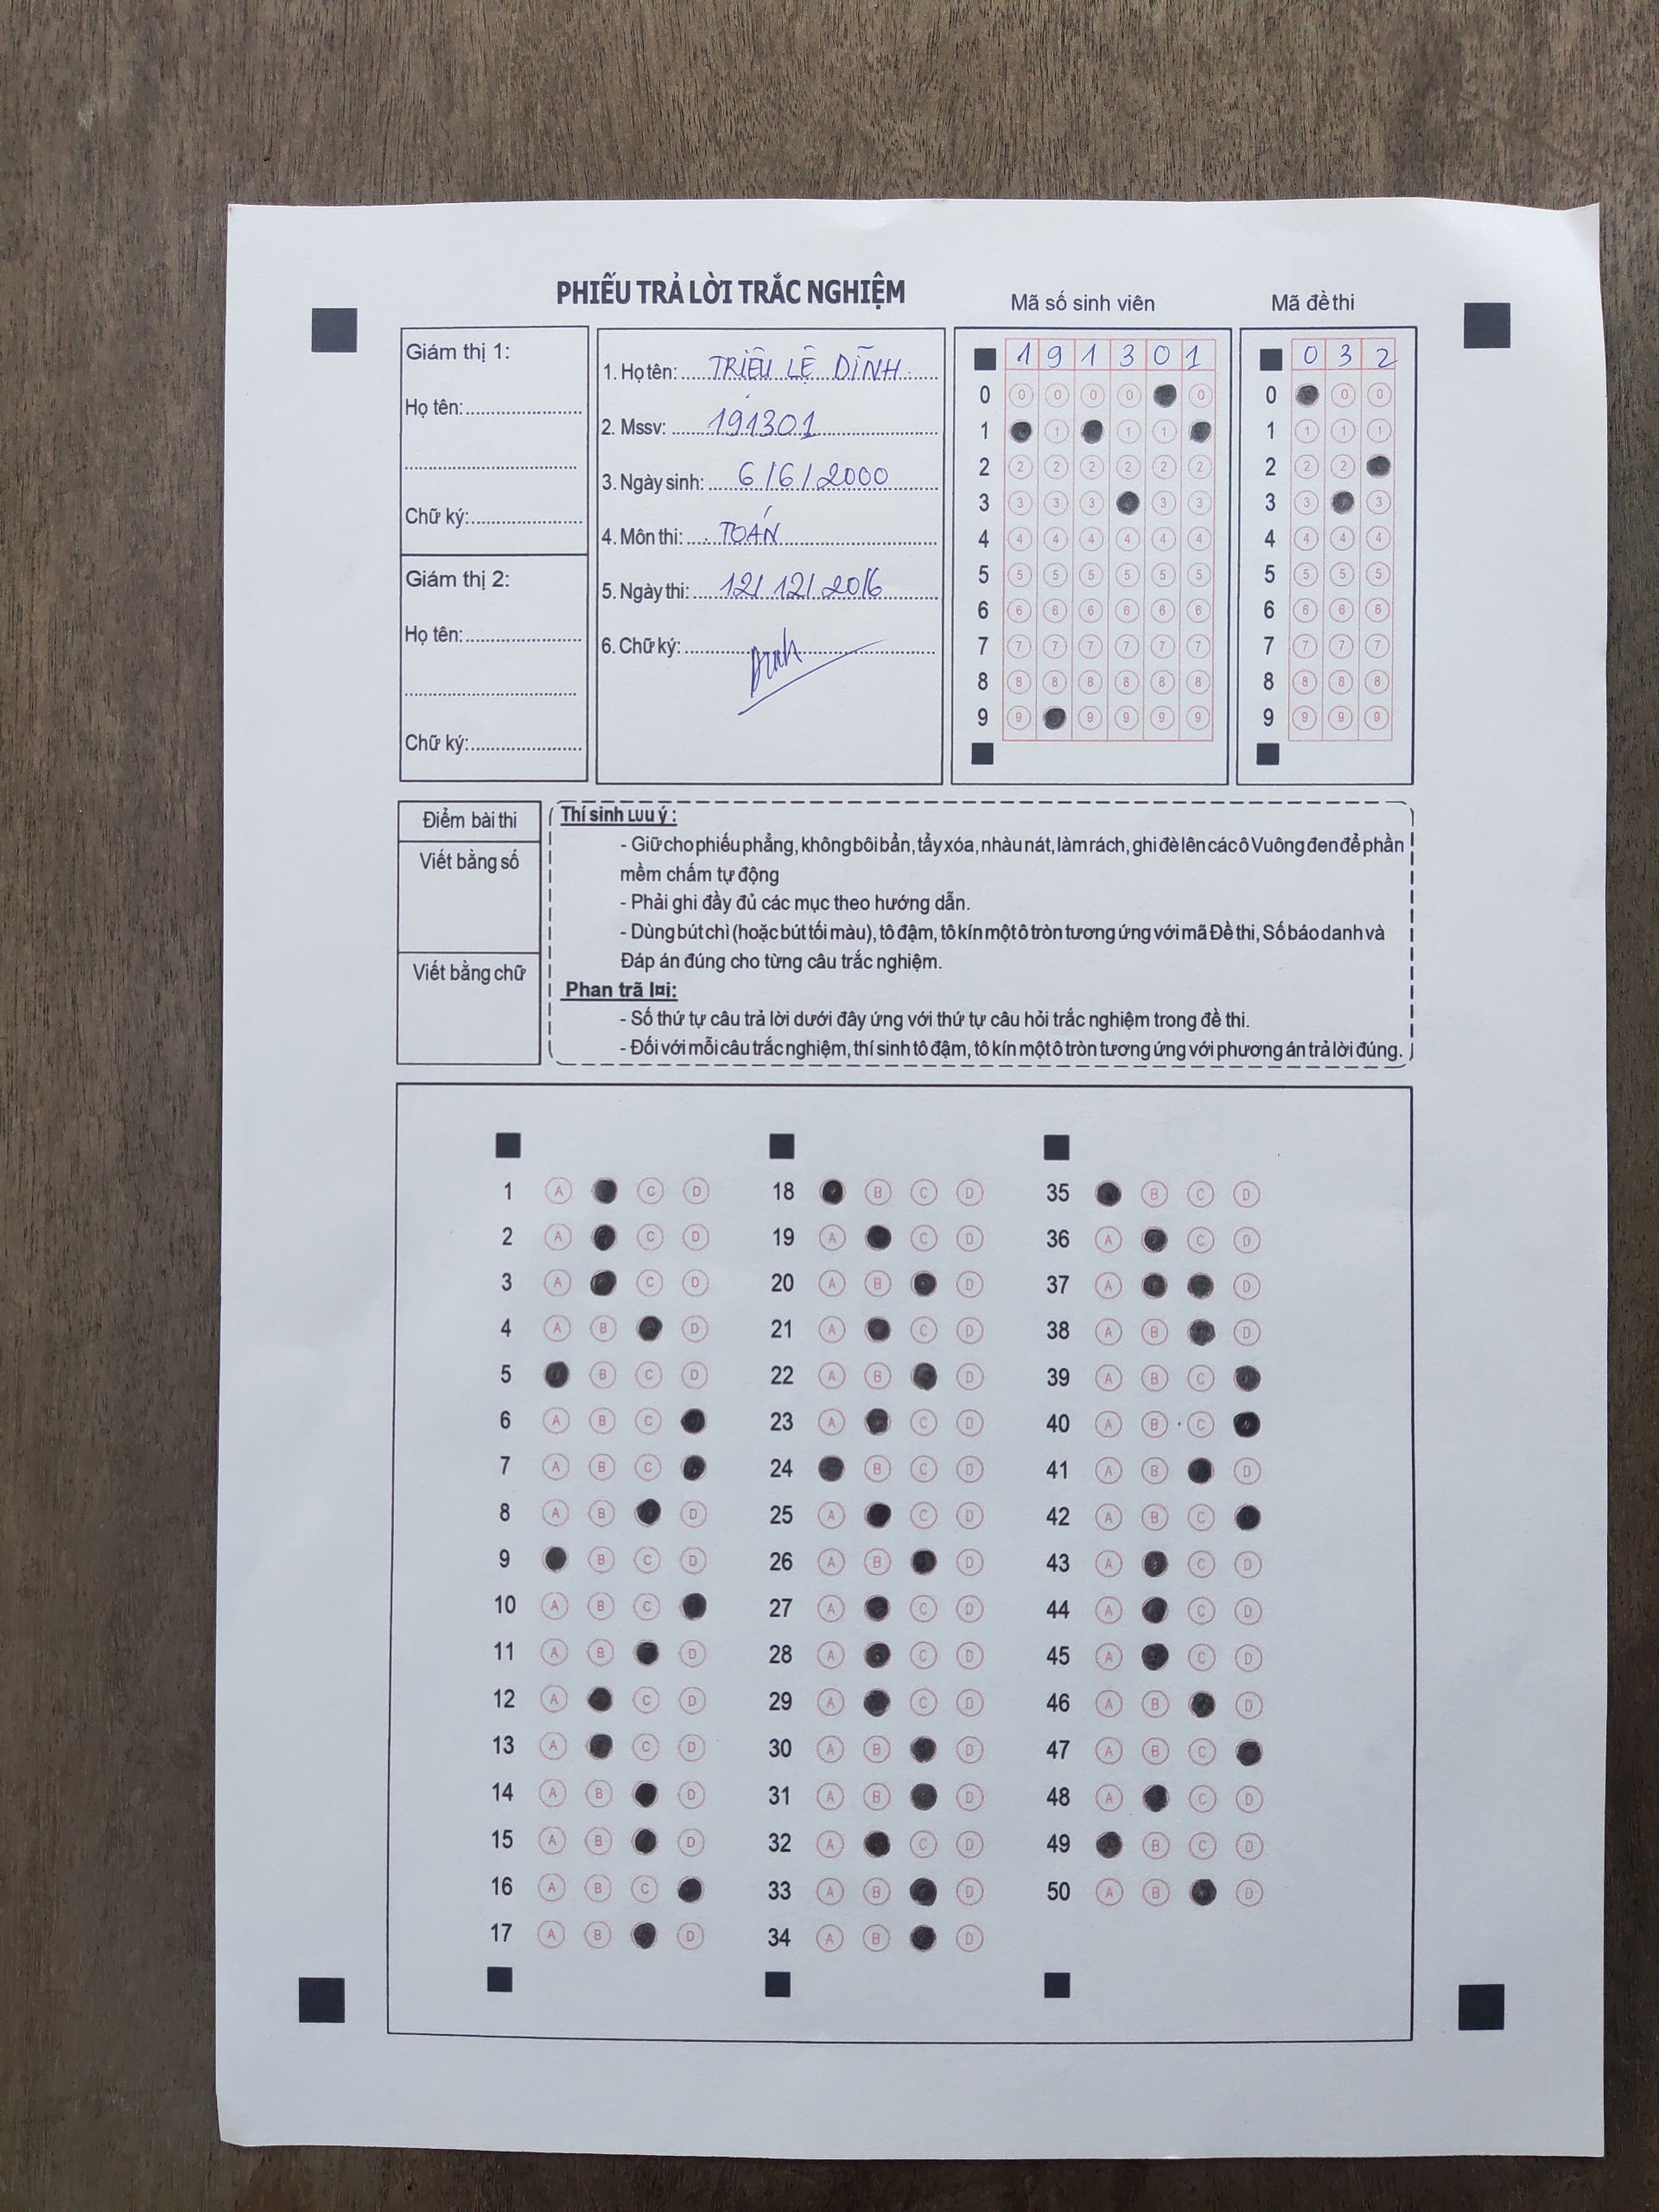 PHIẾU TRẢ LỜI TRẮC NGHIỆM
Mã số sinh viên
Mã đề thi
Giám thị 1:
Họ tên:
Chữ ký:
Giám thị 2:
Họ tên:
Chữ ký:
1. Họ tên: TRIỆU LỆ DĨNH
2. Mssv: 191301
3. Ngày sinh: 6/6/2000
4. Môn thi: TOÁN
5. Ngày thi: 12/12/2016
6. Chữ ký:
1 9 1 3 0 1
0 0 0 0 0 0
1 1 1 1
2 2 2 2 2 2 2
3 3 3 3 3 3
4 4 4 4 4 4 4
5 5 5 5 5 5 5
6 6 6 6 6 6 6
7 7 7 7 7 7 7
8 8 8 8 8 8 8
9 9 9 9 9 9
0 3 2
0 0 0
1 1 1 1
2 2 2
3 3 3
4 4 4 4
5 5 5 5
6 6 6 6
7 7 7 7
8 8 8 8
9 9 9 9
Điểm bài thi
Viết bằng số
Viết bằng chữ
Thí sinh Lưu ý :
- Giữ cho phiếu phẳng, không bôi bẩn, tẩy xóa, nhàu nát, làm rách, ghi đè lên các ô Vuông đen để phần
mềm chấm tự động
- Phải ghi đầy đủ các mục theo hướng dẫn.
- Dùng bút chì (hoặc bút tối màu), tô đậm, tô kín một ô tròn tương ứng với mã Đề thi, Số báo danh và
Đáp án đúng cho từng câu trắc nghiệm.
Phan trã l¤i:
- Số thứ tự câu trả lời dưới đây ứng với thứ tự câu hỏi trắc nghiệm trong đề thi.
- Đối với mỗi câu trắc nghiệm, thí sinh tô đậm, tô kín một ô tròn tương ứng với phương án trả lời đúng.
1 A C D
2 A C D
3 A C D
4 A B D
5 B C D
6 A B C
7 A B C
8 A B D
9 B C D
10 A B C
11 A B D
12 A C D
13 A C D
14 A B D
15 A B D
16 A B C
17 A B D
18 B C D
19 A C D
20 A B D
21 A C D
22 A B D
23 A C D
24 B C D
25 A C D
26 A B D
27 A C D
28 A C D
29 A C D
30 A B D
31 A B D
32 A C D
33 A B D
34 A B D
35 B C D
36 A C D
37 A D
38 A B D
39 A B C
40 A B C
41 A B D
42 A B C
43 A C D
44 A C D
45 A C D
46 A B D
47 A B C
48 A C D
49 B C D
50 A B D